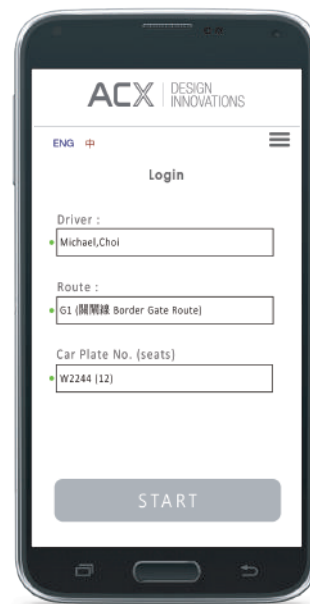 ACX DESIGN
INNOVATIONS
ENG 中
Login
Driver :
Michael,Choi
Route :
G1 (關閘線 Border Gate Route)
Car Plate No. (seats)
W2244 (12)
START